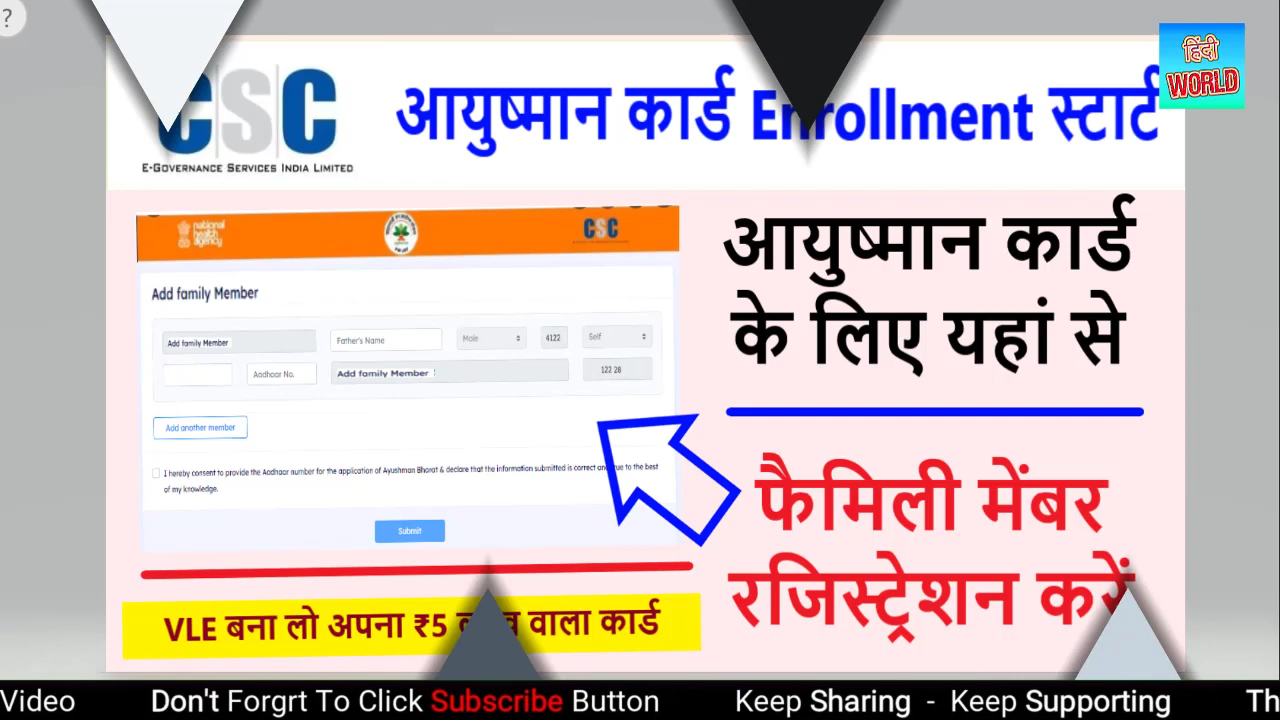 ?
हिंदी
WORLD
CSC
E-GOVERNANCE SERVICES INDIA LIMITED
आयुष्मान कार्ड Enrollment स्टार्ट
national
health
agency
CSC
Add family Member
Add family Member
Father's Name
Male
4122
Self
Aadhaar No.
Add family Member :
122 28
Add another member
I hereby consent to provide the Aadhaar number for the application of Ayushman Bharat & declare that the information submitted is correct and true to the best
of my knowledge.
Submit
आयुष्मान कार्ड
के लिए यहां से
फैमिली मेंबर
रजिस्ट्रेशन करें
VLE बना लो अपना ₹5 वाला कार्ड
Video Don't Forgrt To Click Subscribe Button Keep Sharing - Keep Supporting Th